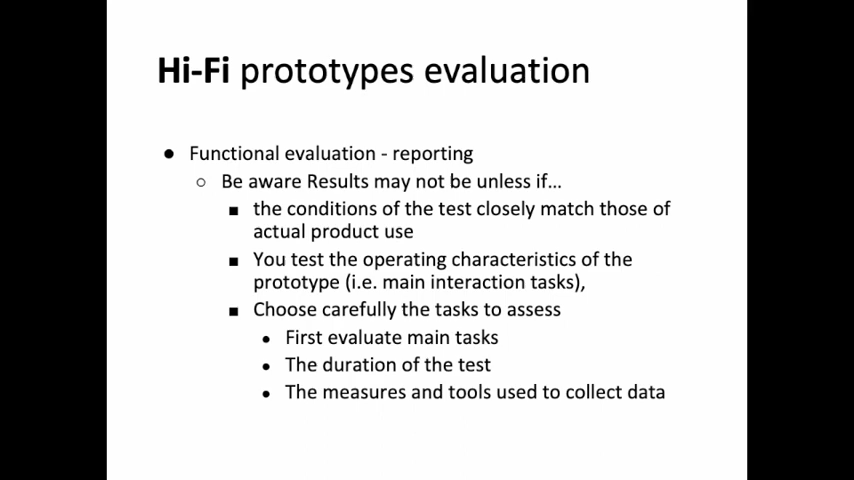 Hi-Fi prototypes evaluation
● Functional evaluation - reporting
○ Be aware Results may not be unless if...
■ the conditions of the test closely match those of
actual product use
■ You test the operating characteristics of the
prototype (i.e. main interaction tasks),
■ Choose carefully the tasks to assess
● First evaluate main tasks
● The duration of the test
● The measures and tools used to collect data